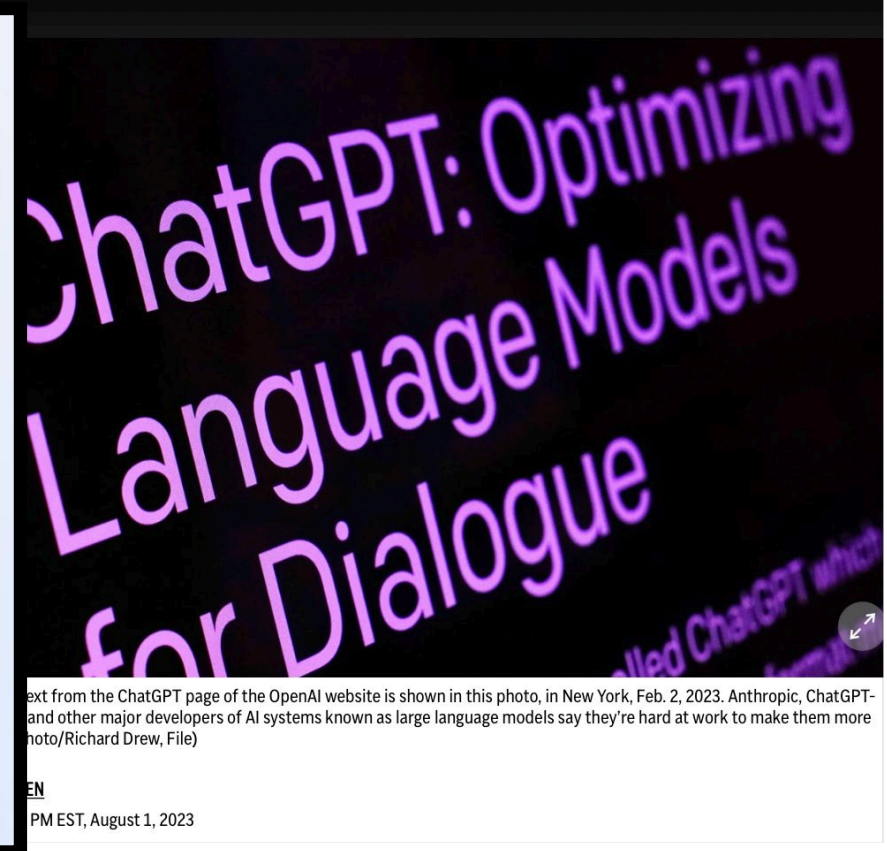 ChatGPT: Optimizing
Language Models
for Dialogue
alled ChatGPT which
ext from the ChatGPT page of the OpenAI website is shown in this photo, in New York, Feb. 2, 2023. Anthropic, ChatGPT-
and other major developers of AI systems known as large language models say they're hard at work to make them more
hoto/Richard Drew, File)
EN
PM EST, August 1, 2023